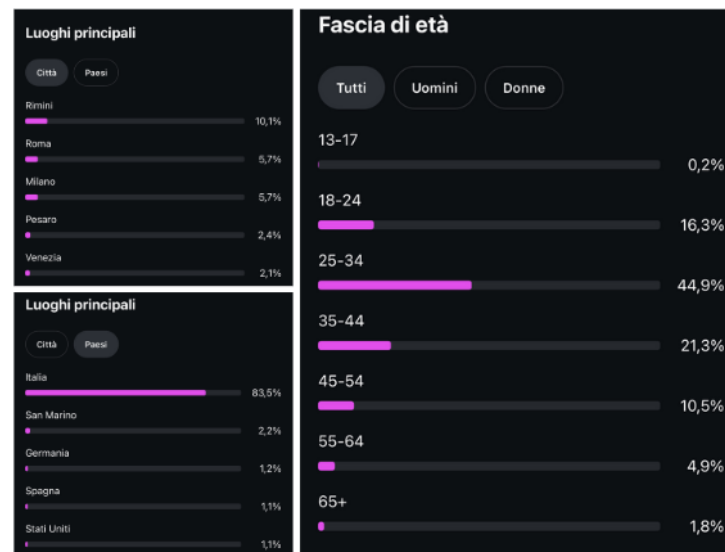 Luoghi principali
Città Paesi
Rimini
10,1%
Roma
5,7%
Milano
5,7%
Pesaro
2,4%
Venezia
2,1%
Luoghi principali
Città Paesi
Italia
83,5%
San Marino
2,2%
Germania
1,2%
Spagna
1,1%
Stati Uniti
1,1%
Fascia di età
Tutti Uomini Donne
13-17
0,2%
18-24
16,3%
25-34
44,9%
35-44
21,3%
45-54
10,5%
55-64
4,9%
65+
1,8%